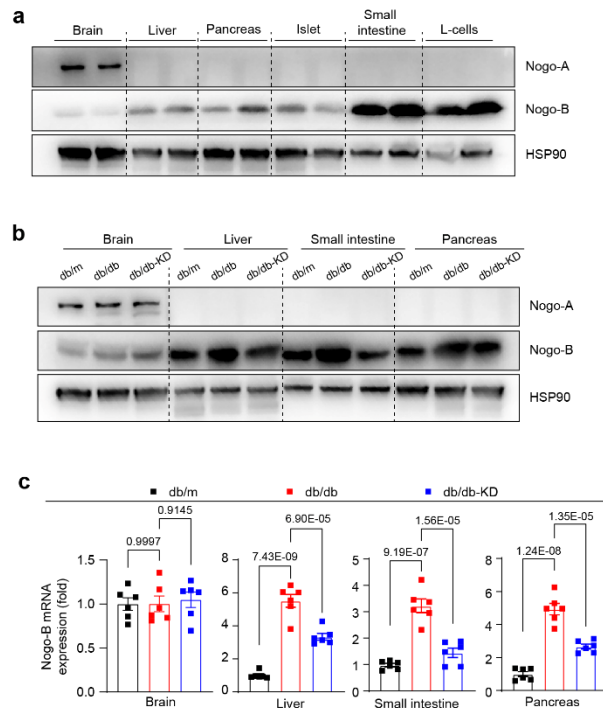 a
Brain Liver Pancreas Islet Small intestine L-cells
Nogo-A
Nogo-B
HSP90
b
Brain Liver Small intestine Pancreas
db/m db/db db/db-KD db/m db/db db/db-KD db/m db/db db/db-KD db/m db/db db/db-KD
Nogo-A
Nogo-B
HSP90
c
db/m db/db db/db-KD
Nogo-B mRNA
expression (fold)
0.9997
0.9145
1.5
1.0
0.5
0.0
Brain
7.43E-09
6.90E-05
8
6
4
2
0
Liver
9.19E-07
1.56E-05
5
4
3
2
1
0
Small intestine
1.24E-08
1.35E-05
8
6
4
2
0
Pancreas